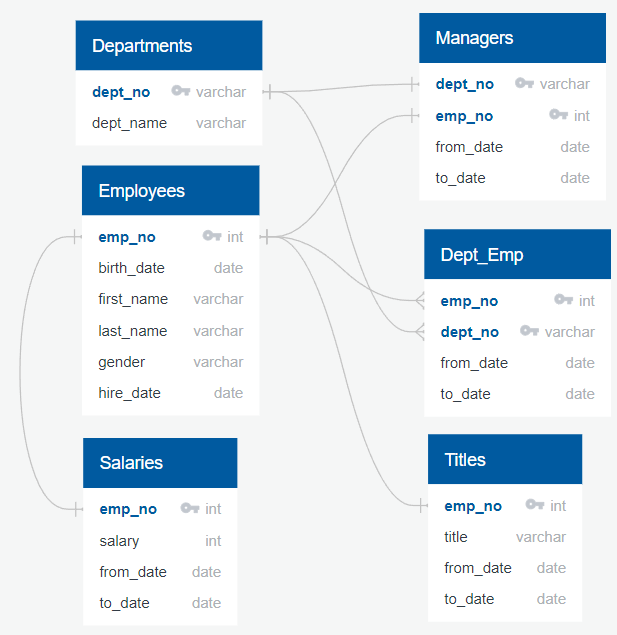 Departments
dept_no varchar
dept_name varchar
Employees
emp_no int
birth_date date
first_name varchar
last_name varchar
gender varchar
hire_date date
Salaries
emp_no int
salary int
from_date date
to_date date
Managers
dept_no varchar
emp_no int
from_date date
to_date date
Dept_Emp
emp_no int
dept_no varchar
from_date date
to_date date
Titles
emp_no int
title varchar
from_date date
to_date date